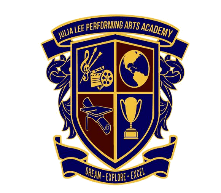 JULIA LEE PERFORMING ARTS ACADEMY
DREAM - EXPLORE - EXCEL